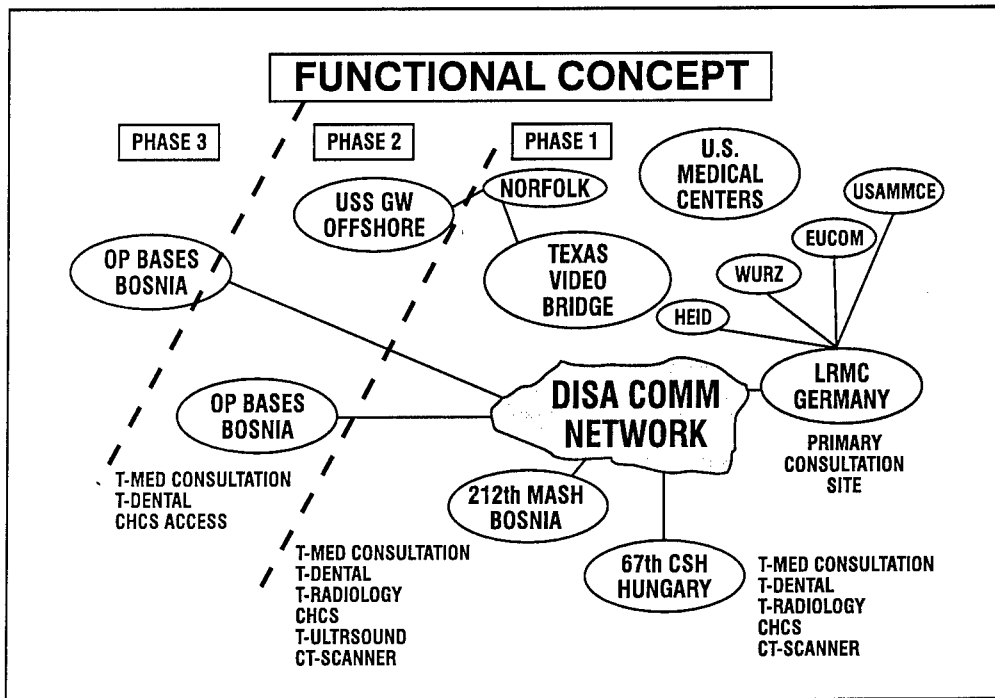 FUNCTIONAL CONCEPT
PHASE 3
PHASE 2
PHASE 1
U.S.
MEDICAL
CENTERS
USS GW
OFFSHORE
NORFOLK
USAMMCE
EUCOM
WURZ
HEID
TEXAS
VIDEO
BRIDGE
OP BASES
BOSNIA
DISA COMM
NETWORK
LRMC
GERMANY
PRIMARY
CONSULTATION
SITE
OP BASES
BOSNIA
T-MED CONSULTATION
T-DENTAL
CHCS ACCESS
212th MASH
BOSNIA
67th CSH
HUNGARY
T-MED CONSULTATION
T-DENTAL
T-RADIOLOGY
CHCS
T-ULTRSOUND
CT-SCANNER
T-MED CONSULTATION
T-DENTAL
T-RADIOLOGY
CHCS
CT-SCANNER